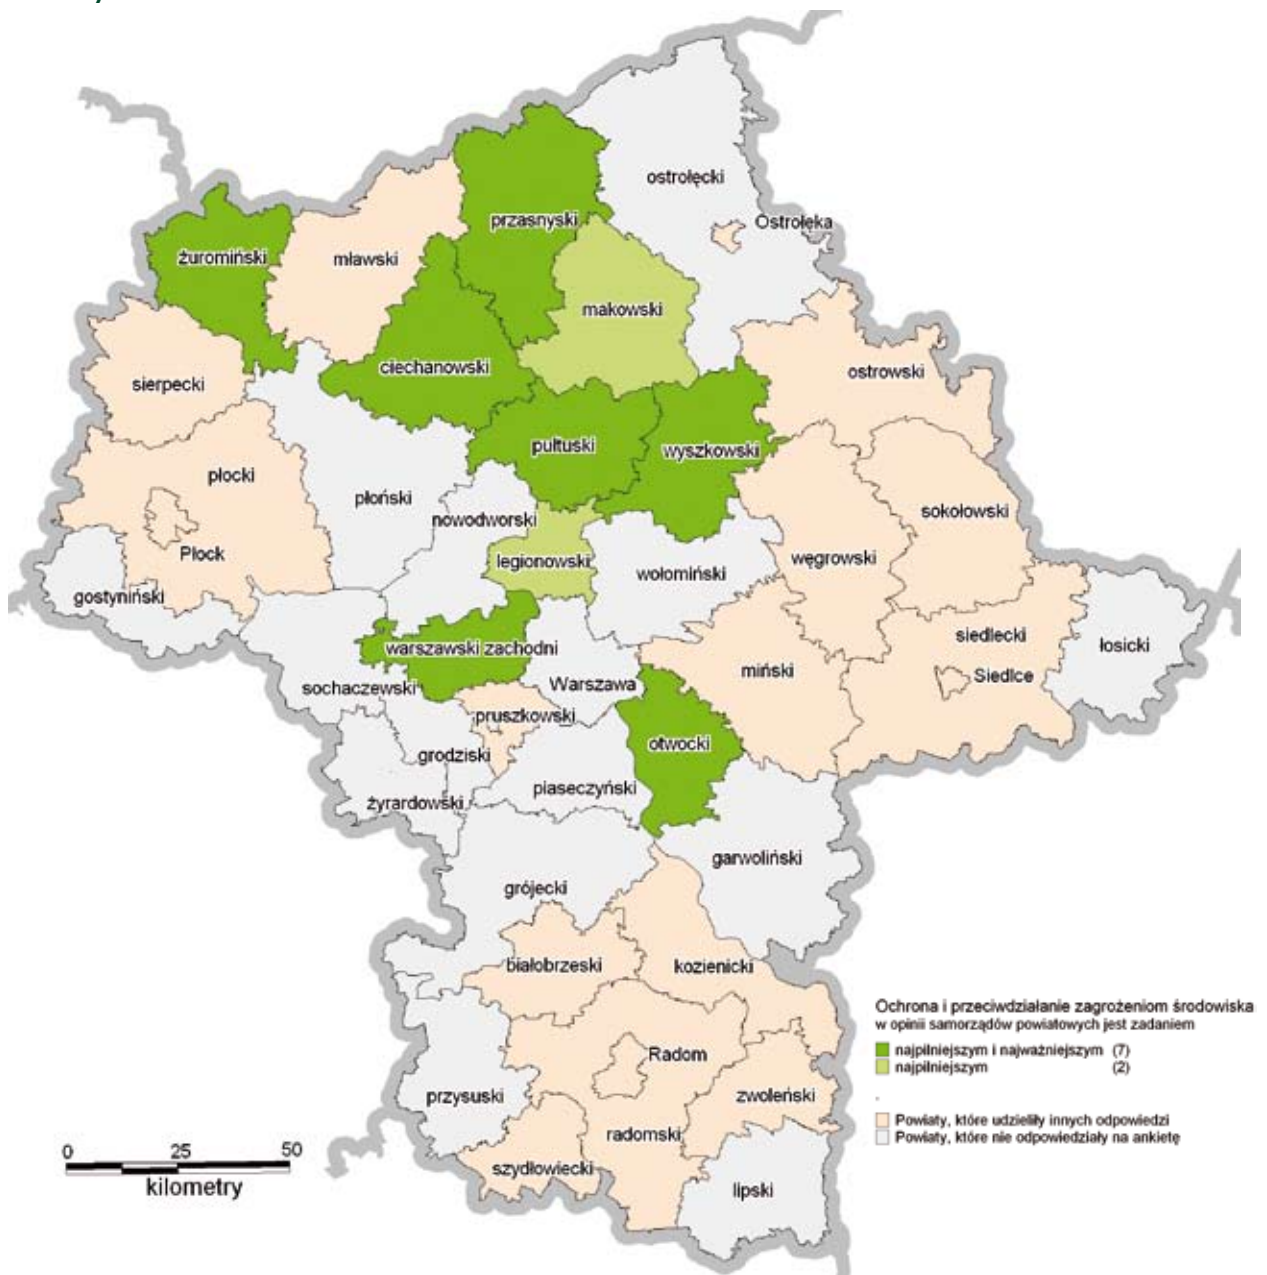 ostrołęcki
Ostrołęka
przasnyski
żuromiński
mławski
makowski
ciechanowski
sierpecki
ostrowski
pułtuski
wyszkowski
płocki
płoński
sokołowski
nowodworski
Płock
legionowski
wołomiński
węgrowski
gostyniński
siedlecki
łosicki
warszawski zachodni
miński
Siedlce
sochaczewski
Warszawa
pruszkowski
otwocki
grodziski
piaseczyński
żyrardowski
garwoliński
grójecki
białobrzeski
kozienicki
Ochrona i przeciwdziałanie zagrożeniom środowiska
w opinii samorządów powiatowych jest zadaniem
najpilniejszym i najważniejszym (7)
najpilniejszym (2)
Radom
przysuski
zwoleński
Powiaty, które udzieliły innych odpowiedzi
Powiaty, które nie odpowiedziały na ankietę
radomski
szydłowiecki
lipski
0 25 50
kilometry